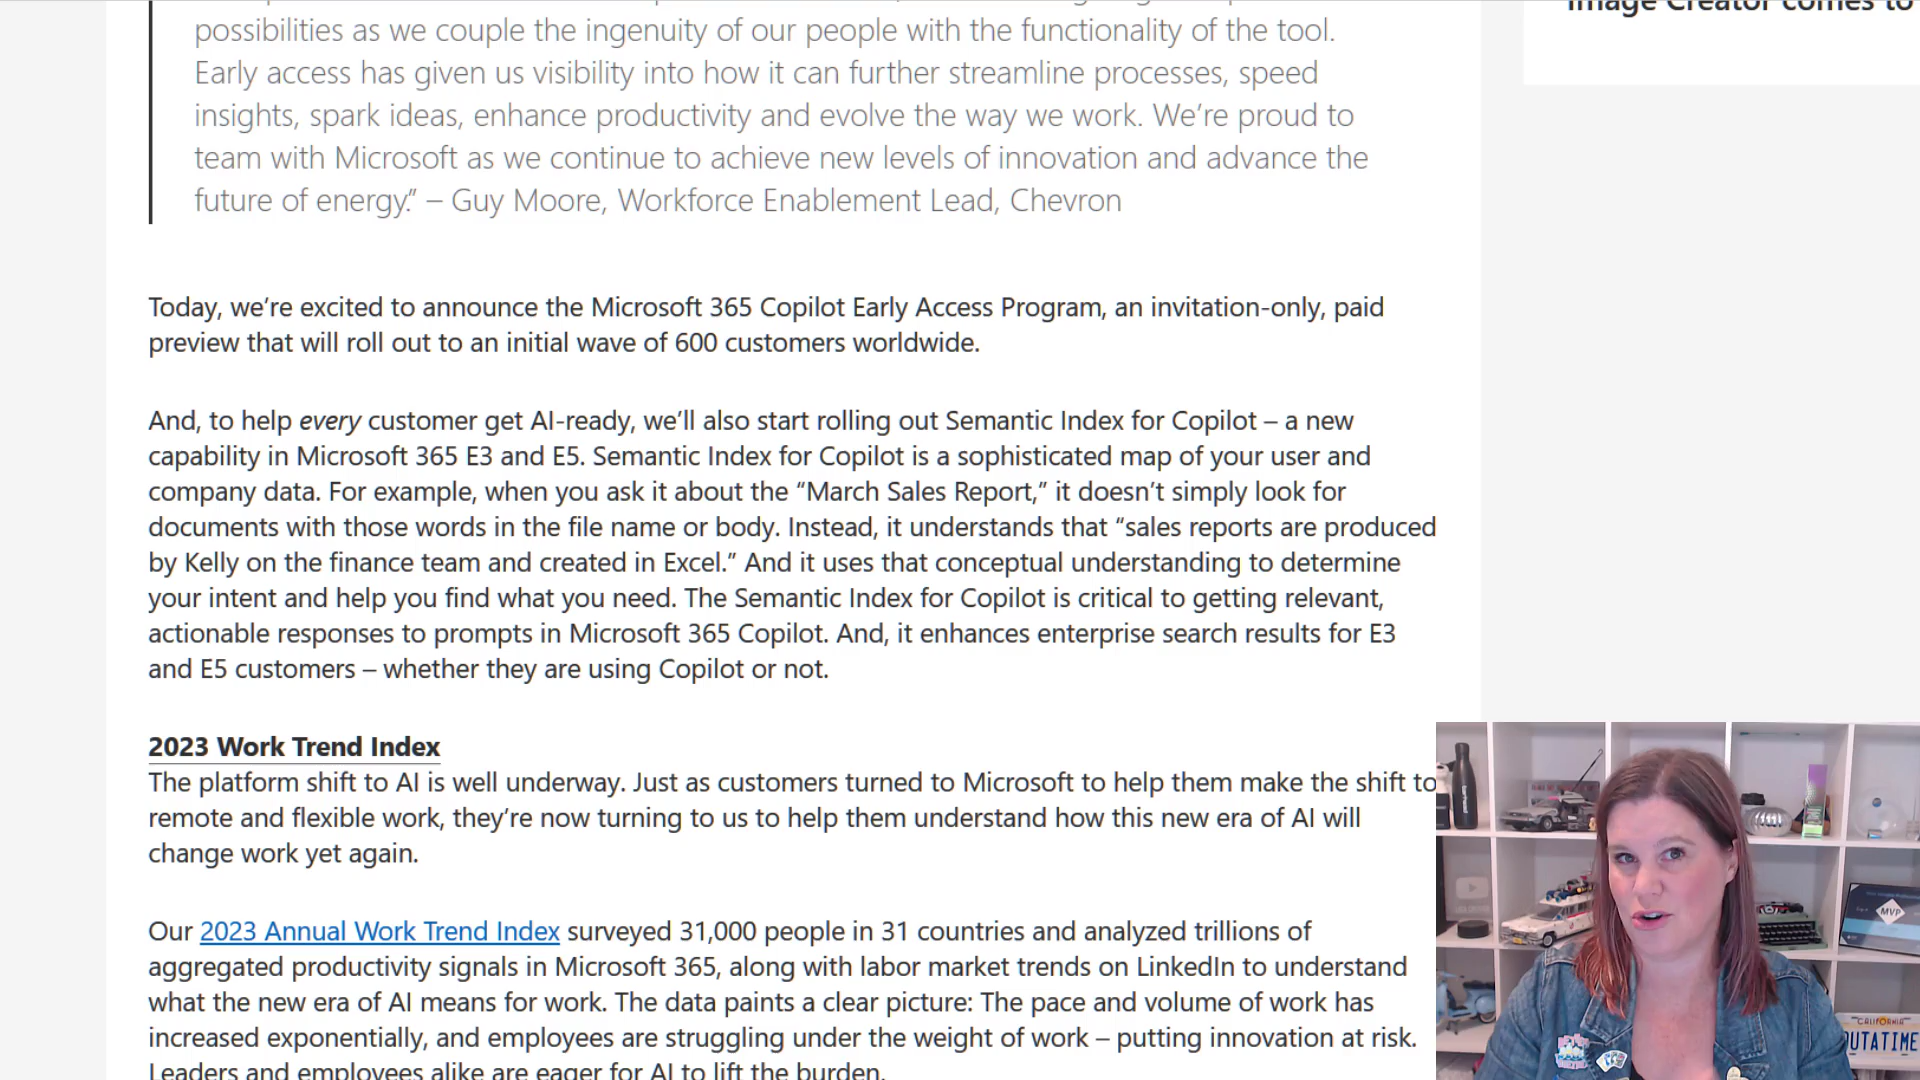 Image Creator comes to
possibilities as we couple the ingenuity of our people with the functionality of the tool.
Early access has given us visibility into how it can further streamline processes, speed
insights, spark ideas, enhance productivity and evolve the way we work. We’re proud to
team with Microsoft as we continue to achieve new levels of innovation and advance the
future of energy.” – Guy Moore, Workforce Enablement Lead, Chevron
Today, we’re excited to announce the Microsoft 365 Copilot Early Access Program, an invitation-only, paid
preview that will roll out to an initial wave of 600 customers worldwide.
And, to help every customer get AI-ready, we’ll also start rolling out Semantic Index for Copilot – a new
capability in Microsoft 365 E3 and E5. Semantic Index for Copilot is a sophisticated map of your user and
company data. For example, when you ask it about the “March Sales Report,” it doesn’t simply look for
documents with those words in the file name or body. Instead, it understands that “sales reports are produced
by Kelly on the finance team and created in Excel.” And it uses that conceptual understanding to determine
your intent and help you find what you need. The Semantic Index for Copilot is critical to getting relevant,
actionable responses to prompts in Microsoft 365 Copilot. And, it enhances enterprise search results for E3
and E5 customers – whether they are using Copilot or not.
2023 Work Trend Index
The platform shift to AI is well underway. Just as customers turned to Microsoft to help them make the shift to
remote and flexible work, they’re now turning to us to help them understand how this new era of AI will
change work yet again.
Our 2023 Annual Work Trend Index surveyed 31,000 people in 31 countries and analyzed trillions of
aggregated productivity signals in Microsoft 365, along with labor market trends on LinkedIn to understand
what the new era of AI means for work. The data paints a clear picture: The pace and volume of work has
increased exponentially, and employees are struggling under the weight of work – putting innovation at risk.
Leaders and employees alike are eager for AI to lift the burden.
MVP
CALIFORNIA
OUTATIME